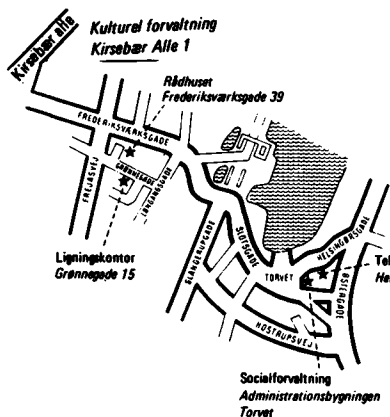 Kirsebær alle
Kulturel forvaltning
Kirsebær Alle 1
Rådhuset
Frederiksværksgade 39
FREDERIKSVÆRKSGADE
FREJASVEJ
GRØNNEGADE
LANGANSGADE
Ligningskontor
Grønnegade 15
SLANGERUPGADE
SLOTSGADE
TORVET
HELSINGØRSGADE
ØSTERGADE
HOSTRUPSVEJ
Socialforvaltning
Administrationsbygningen
Torvet